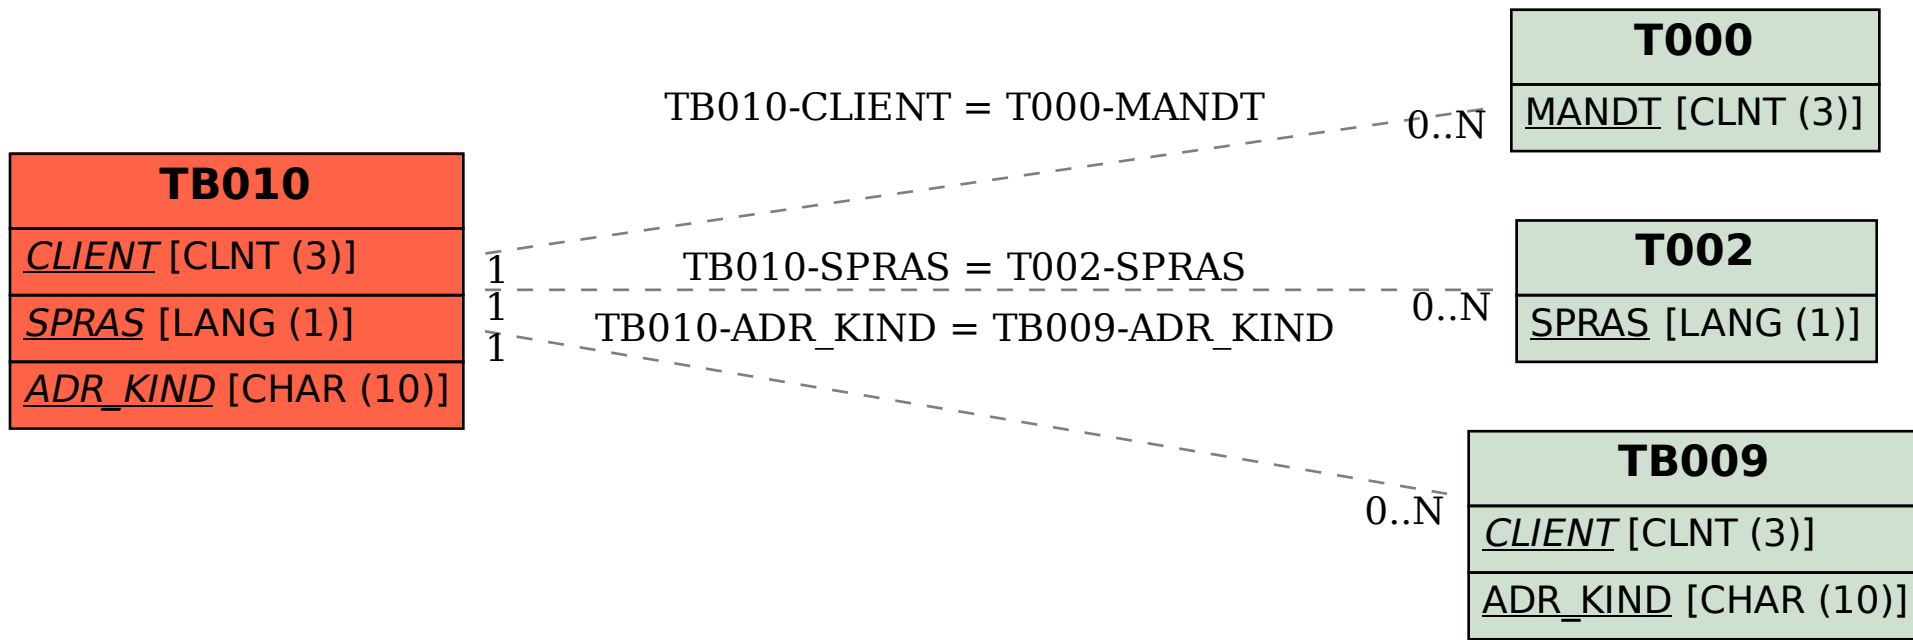 T000
MANDT [CLNT (3)]
TB010-CLIENT = T000-MANDT
0..N
TB010
CLIENT [CLNT (3)]
SPRAS [LANG (1)]
ADR_KIND [CHAR (10)]
1
TB010-SPRAS = T002-SPRAS
1
0..N
TB010-ADR_KIND = TB009-ADR_KIND
1
T002
SPRAS [LANG (1)]
0..N
TB009
CLIENT [CLNT (3)]
ADR_KIND [CHAR (10)]